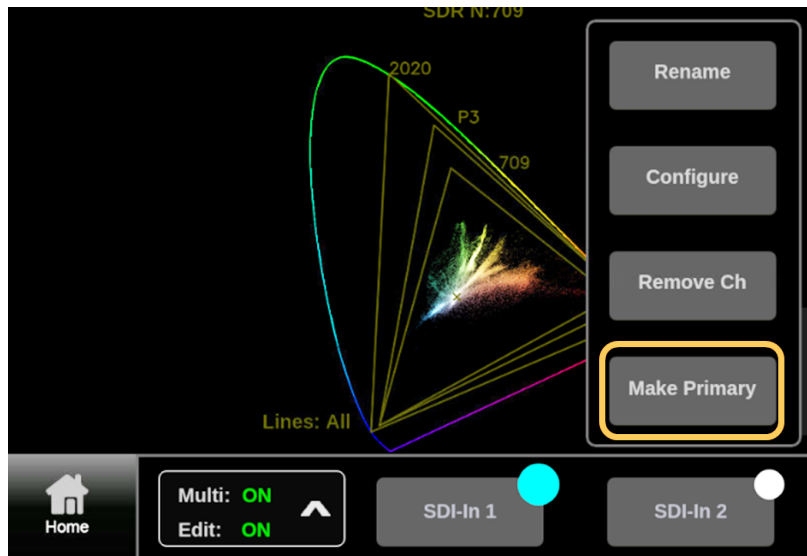 SDR N:709
2020
P3
709
Lines: All
Rename
Configure
Remove Ch
Make Primary
Home
Multi: ON
Edit: ON
SDI-In 1
SDI-In 2